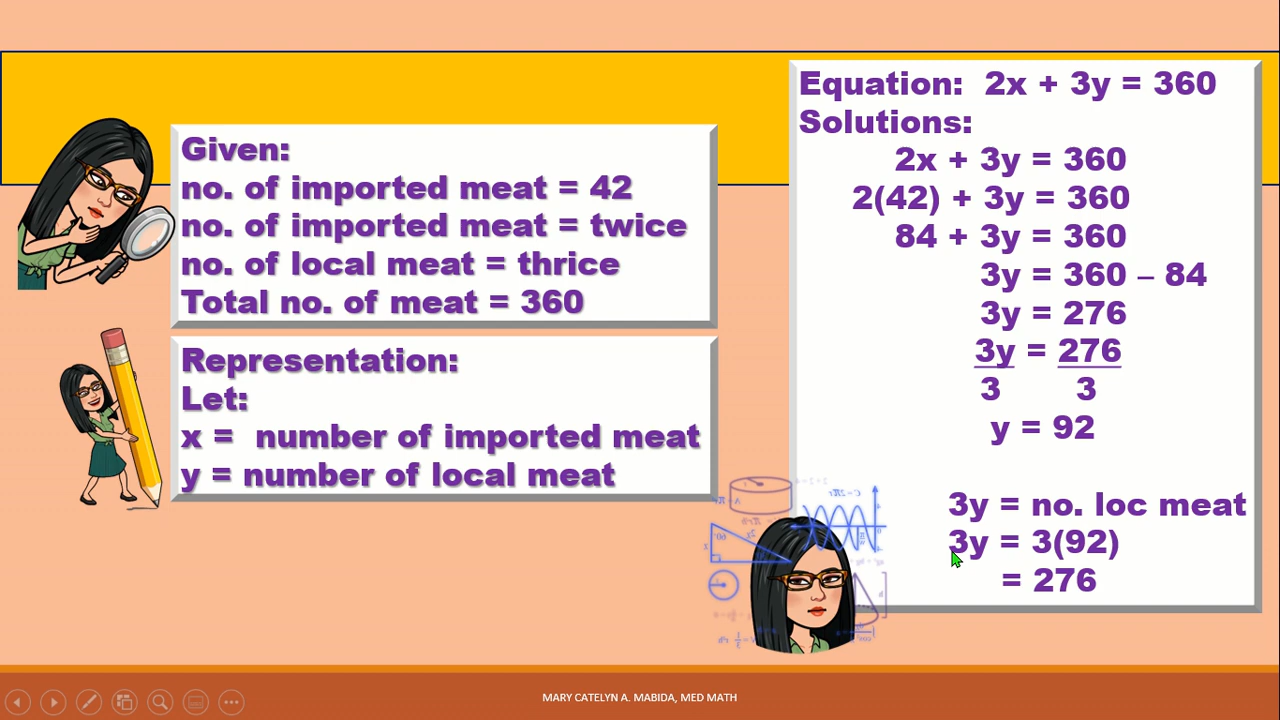 Given:
no. of imported meat = 42
no. of imported meat = twice
no. of local meat = thrice
Total no. of meat = 360
Representation:
Let:
x = number of imported meat
y = number of local meat
Equation: 2x + 3y = 360
Solutions:
2x + 3y = 360
2(42) + 3y = 360
84 + 3y = 360
3y = 360 – 84
3y = 276
3y = 276
3 3
y = 92
3y = no. loc meat
3y = 3(92)
= 276
MARY CATELYN A. MABIDA, MED MATH